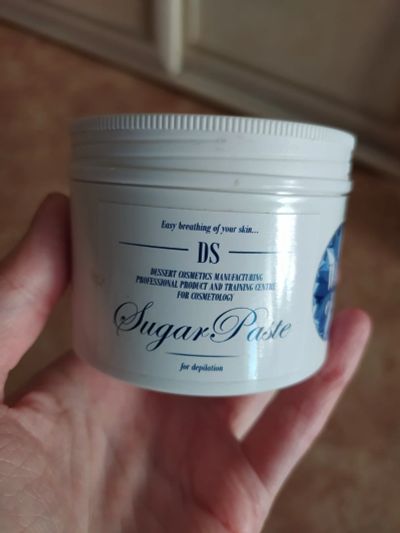 Easy breathing of your skin...
DS
DESSERT COSMETICS MANUFACTURING
PROFESSIONAL PRODUCT AND TRAINING CENTRE
FOR COSMETOLOGY
Sugar Paste
for depilation